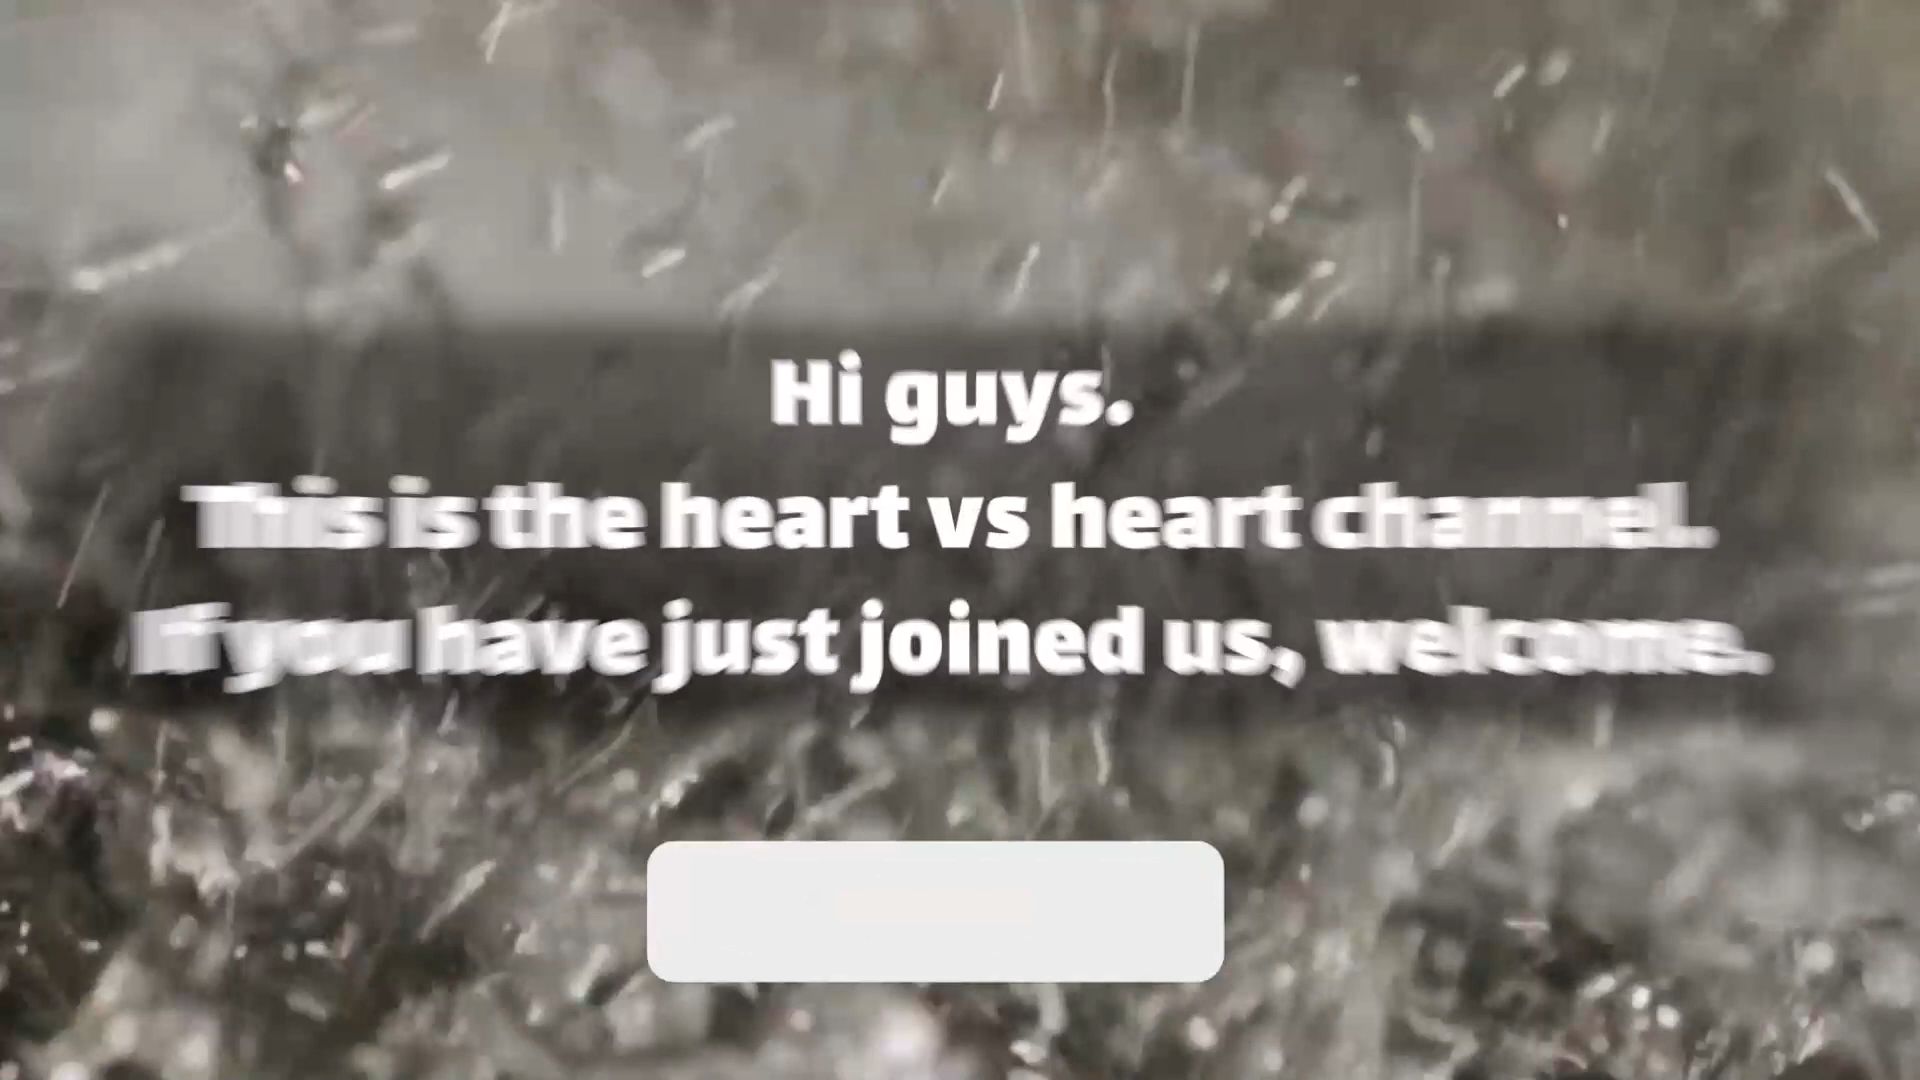 Hi guys.
This is the heart vs heart channel.
If you have just joined us, welcome.